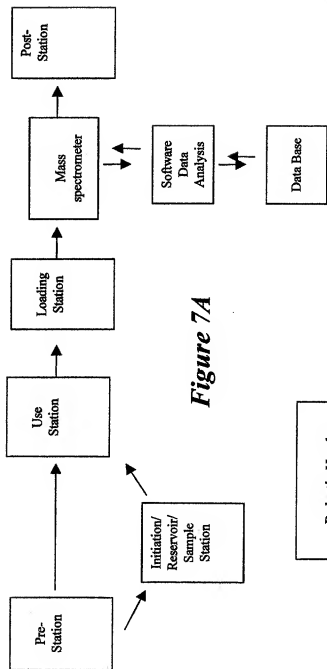 Pre-
Station
Use
Station
Loading
Station
Mass
spectrometer
Post-
Station
Initiation/
Reservoir/
Sample
Station
Software
Data
Analysis
Data Base
Figure 7A